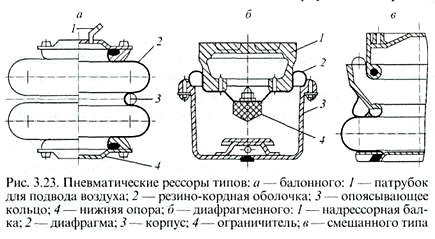 а б в
1 2 3 4
1 2 3 4
Рис. 3.23. Пневматические рессоры типов: а — балонного: 1 — патрубок
для подвода воздуха; 2 — резино-кордная оболочка; 3 — опоясывающее
кольцо; 4 — нижняя опора; б — диафрагменного: 1 — надрессорная бал-
ка; 2 — диафрагма; 3 — корпус; 4 — ограничитель; в — смешанного типа